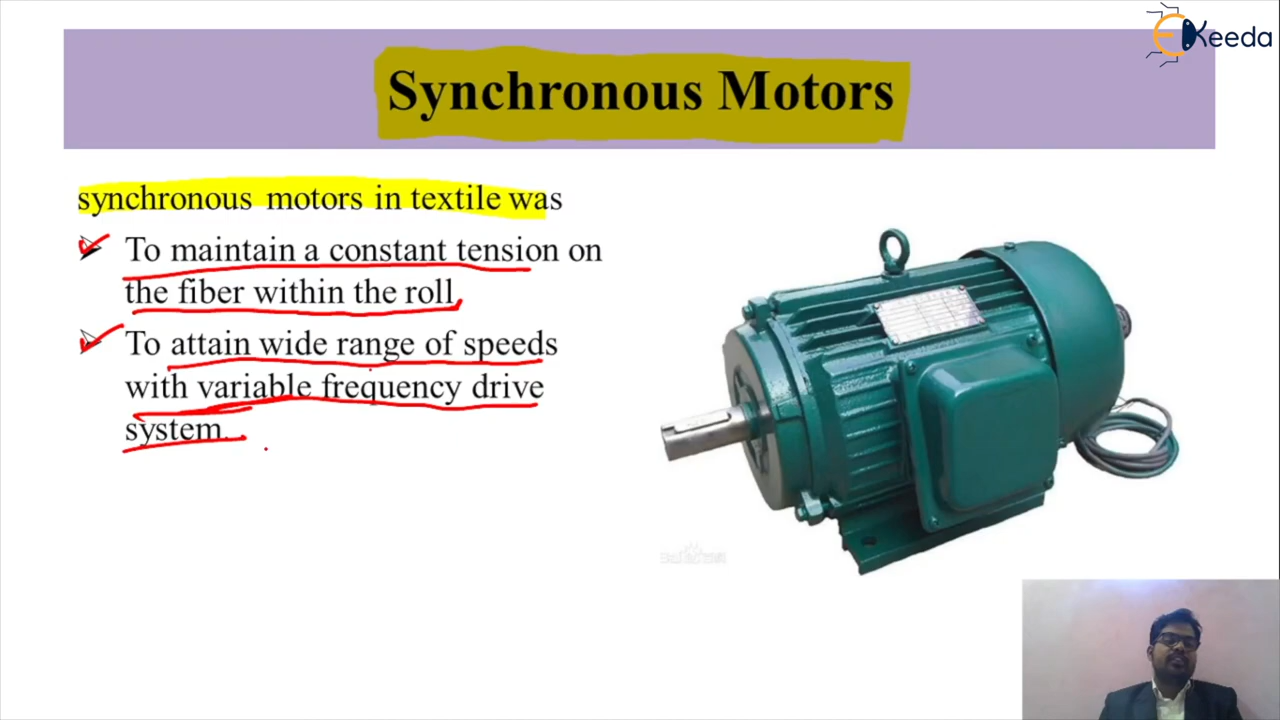 Keeda
Synchronous Motors
synchronous motors in textile was
To maintain a constant tension on
the fiber within the roll
To attain wide range of speeds
with variable frequency drive
system.